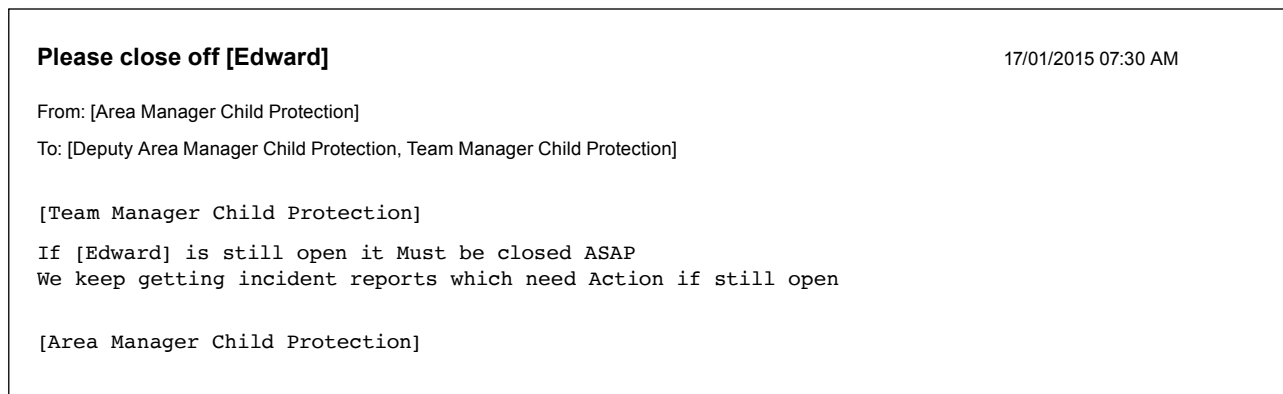 Please close off [Edward] 17/01/2015 07:30 AM
From: [Area Manager Child Protection]
To: [Deputy Area Manager Child Protection, Team Manager Child Protection]
[Team Manager Child Protection]
If [Edward] is still open it Must be closed ASAP
We keep getting incident reports which need Action if still open
[Area Manager Child Protection]